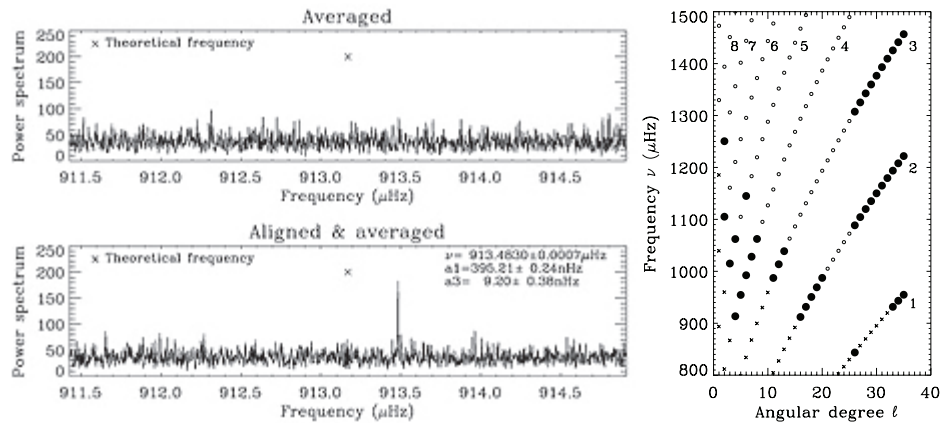 Averaged
Power spectrum
250
200
150
100
50
0
× Theoretical frequency
911.5 912.0 912.5 913.0 913.5 914.0 914.5
Frequency (μHz)
Aligned & averaged
Power spectrum
250
200
150
100
50
0
× Theoretical frequency
ν= 913.4830±0.0007μHz
a1=395.21± 0.24nHz
a3= 9.20± 0.38nHz
911.5 912.0 912.5 913.0 913.5 914.0 914.5
Frequency (μHz)
Frequency ν (μHz)
1500
1400
1300
1200
1100
1000
900
800
8 7 6 5 4
3
2
1
0 10 20 30 40
Angular degree ℓ